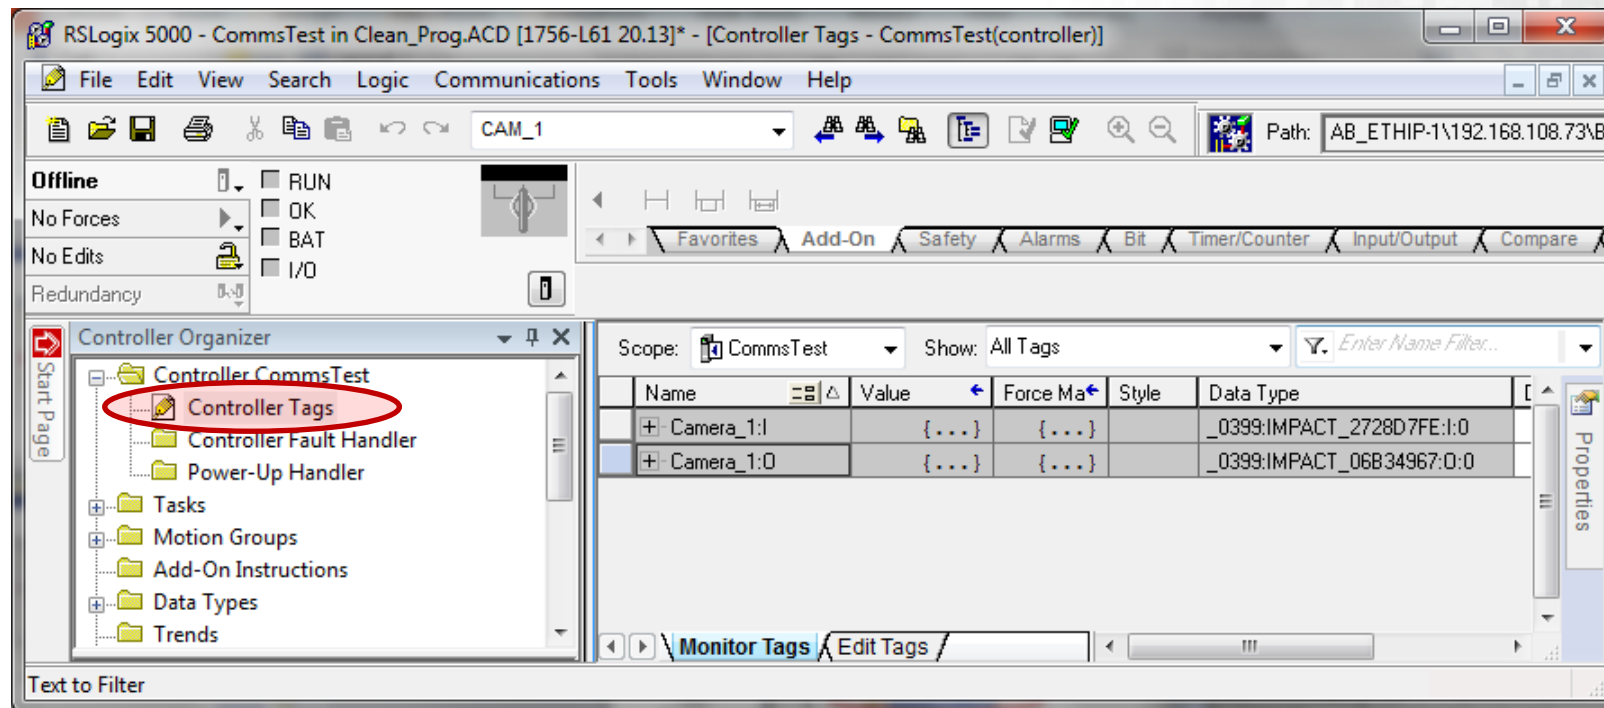 RSLogix 5000 - CommsTest in Clean_Prog.ACD [1756-L61 20.13]* - [Controller Tags - CommsTest(controller)]
File Edit View Search Logic Communications Tools Window Help
CAM_1 Path: AB_ETHIP-1\192.168.108.73\B
Offline RUN
No Forces OK
BAT
No Edits I/O
Redundancy
Favorites Add-On Safety Alarms Bit Timer/Counter Input/Output Compare
Start Page
Controller Organizer
Controller CommsTest
Controller Tags
Controller Fault Handler
Power-Up Handler
Tasks
Motion Groups
Add-On Instructions
Data Types
Trends
Scope: CommsTest Show: All Tags Enter Name Filter...
Name Value Force Ma Style Data Type
Camera_1:I {...} {...} _0399:IMPACT_2728D7FE:I:0
Camera_1:O {...} {...} _0399:IMPACT_06B34967:O:0
Properties
Monitor Tags Edit Tags
Text to Filter